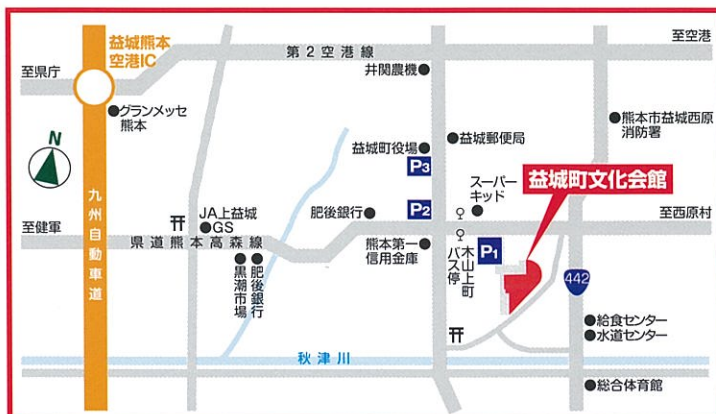 益城熊本
空港IC
第2空港線
至空港
至県庁
井関農機
グランメッセ
熊本
熊本市益城西原
消防署
益城郵便局
益城町役場
P3
N
スーパー
キッド
益城町文化会館
JA上益城
GS
肥後銀行
P2
至健軍
至西原村
県道熊本高森線
熊本第一
信用金庫
木山上町
バス停
P1
九州自動車道
黒潮市場
肥後銀行
442
給食センター
水道センター
秋津川
総合体育館